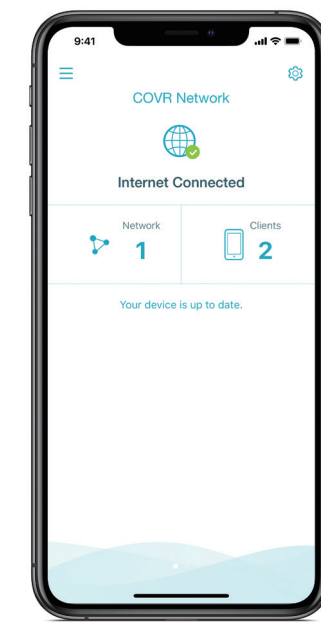 9:41
COVR Network
Internet Connected
Network
1
Clients
2
Your device is up to date.